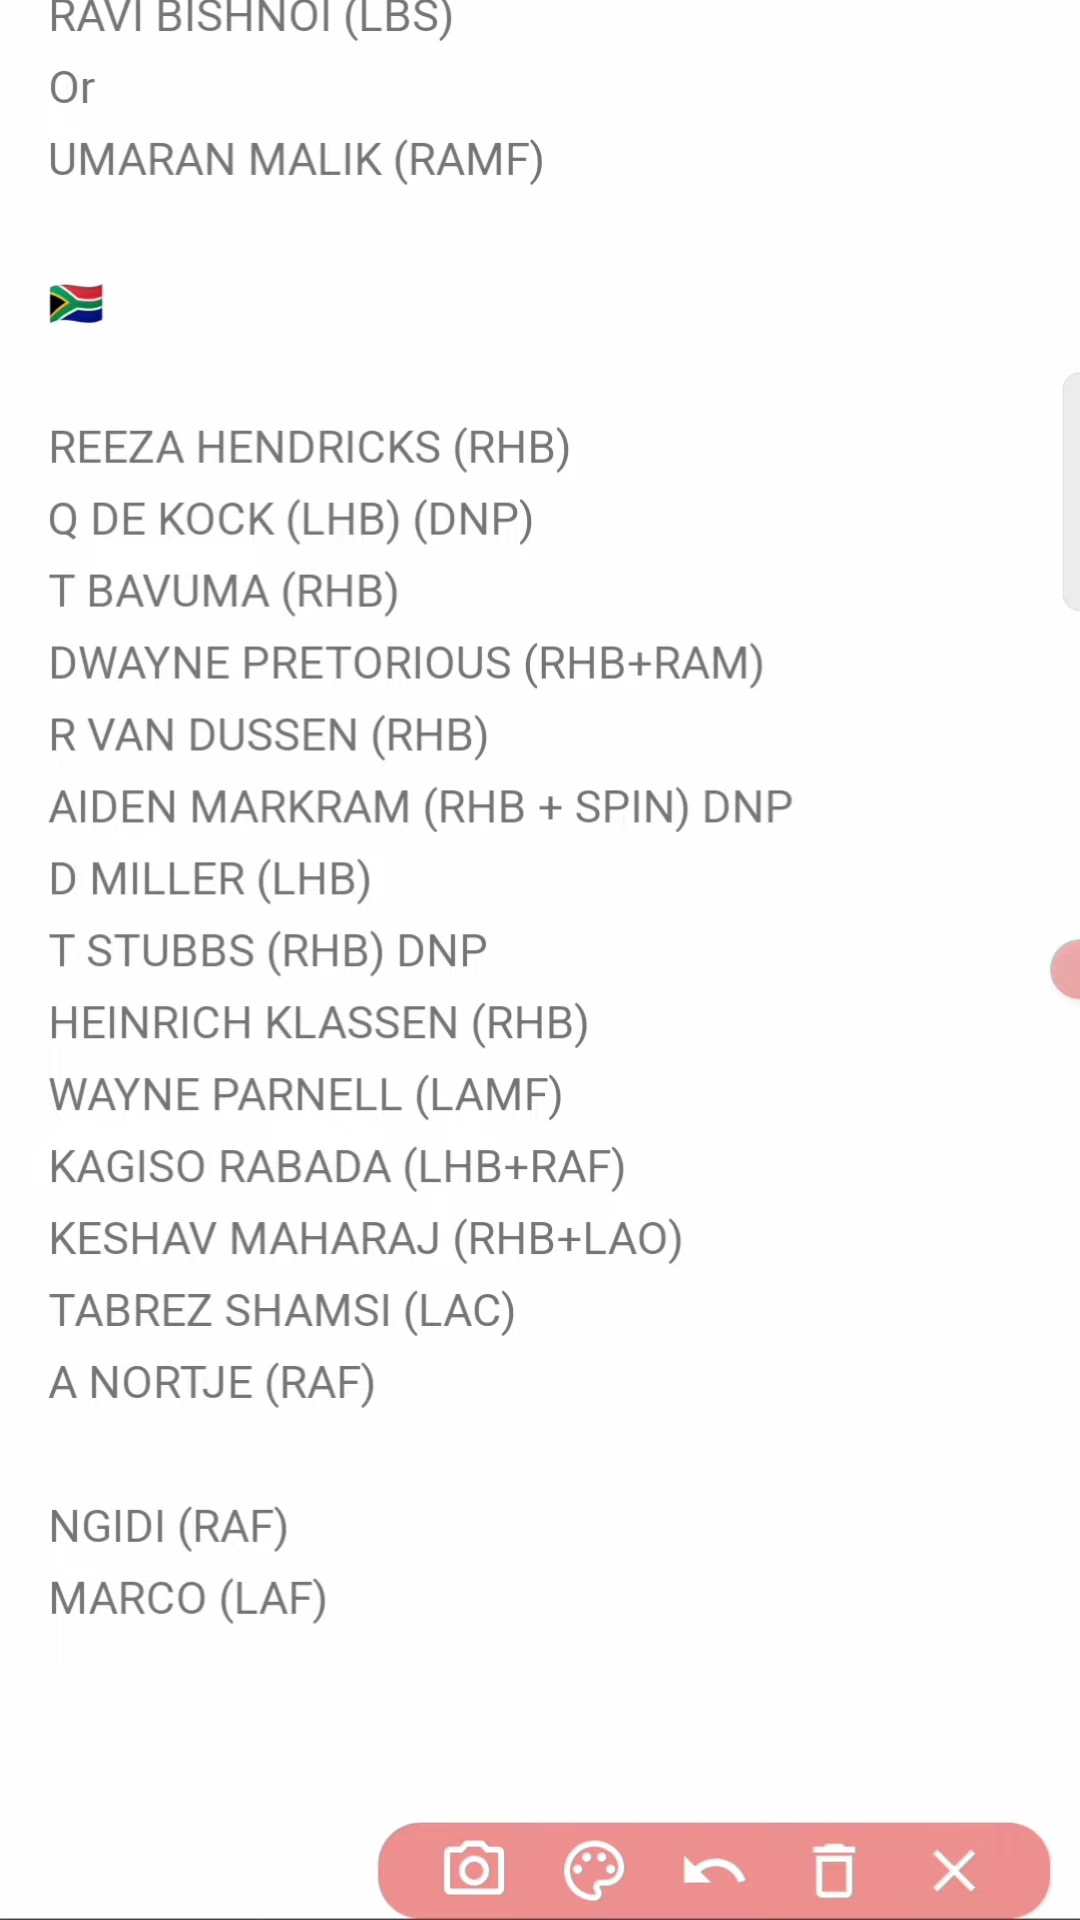 RAVI BISHNOI (LBS)
Or
UMARAN MALIK (RAMF)
🇿🇦
REEZA HENDRICKS (RHB)
Q DE KOCK (LHB) (DNP)
T BAVUMA (RHB)
DWAYNE PRETORIOUS (RHB+RAM)
R VAN DUSSEN (RHB)
AIDEN MARKRAM (RHB + SPIN) DNP
D MILLER (LHB)
T STUBBS (RHB) DNP
HEINRICH KLASSEN (RHB)
WAYNE PARNELL (LAMF)
KAGISO RABADA (LHB+RAF)
KESHAV MAHARAJ (RHB+LAO)
TABREZ SHAMSI (LAC)
A NORTJE (RAF)
NGIDI (RAF)
MARCO (LAF)